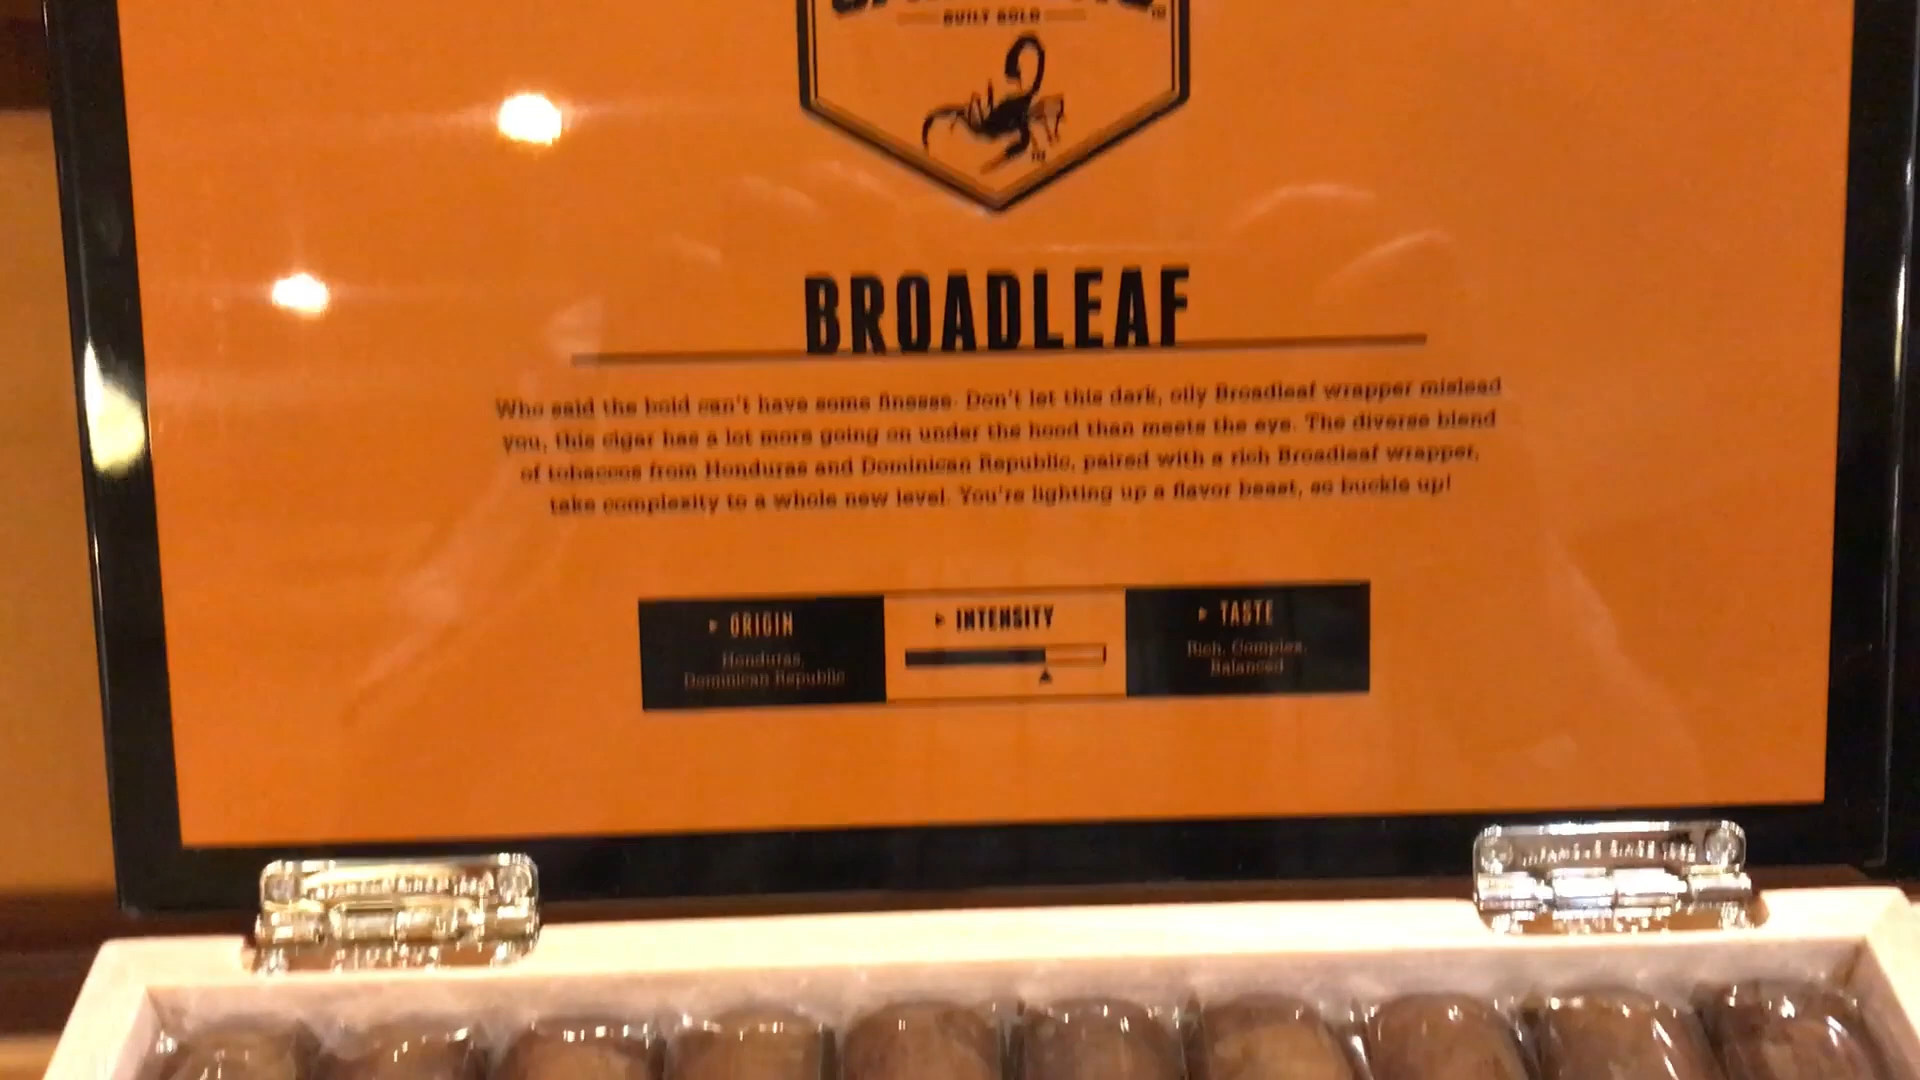 BUILT BOLD
BROADLEAF
Who said the bold can't have some finesse. Don't let this dark, oily Broadleaf wrapper mislead
you, this cigar has a lot more going on under the hood than meets the eye. The diverse blend
of tobaccos from Honduras and Dominican Republic, paired with a rich Broadleaf wrapper,
take complexity to a whole new level. You're lighting up a flavor beast, so buckle up!
ORIGIN
Honduras,
Dominican Republic
INTENSITY
TASTE
Rich, Complex,
Balanced
INFAMOUS SINCE